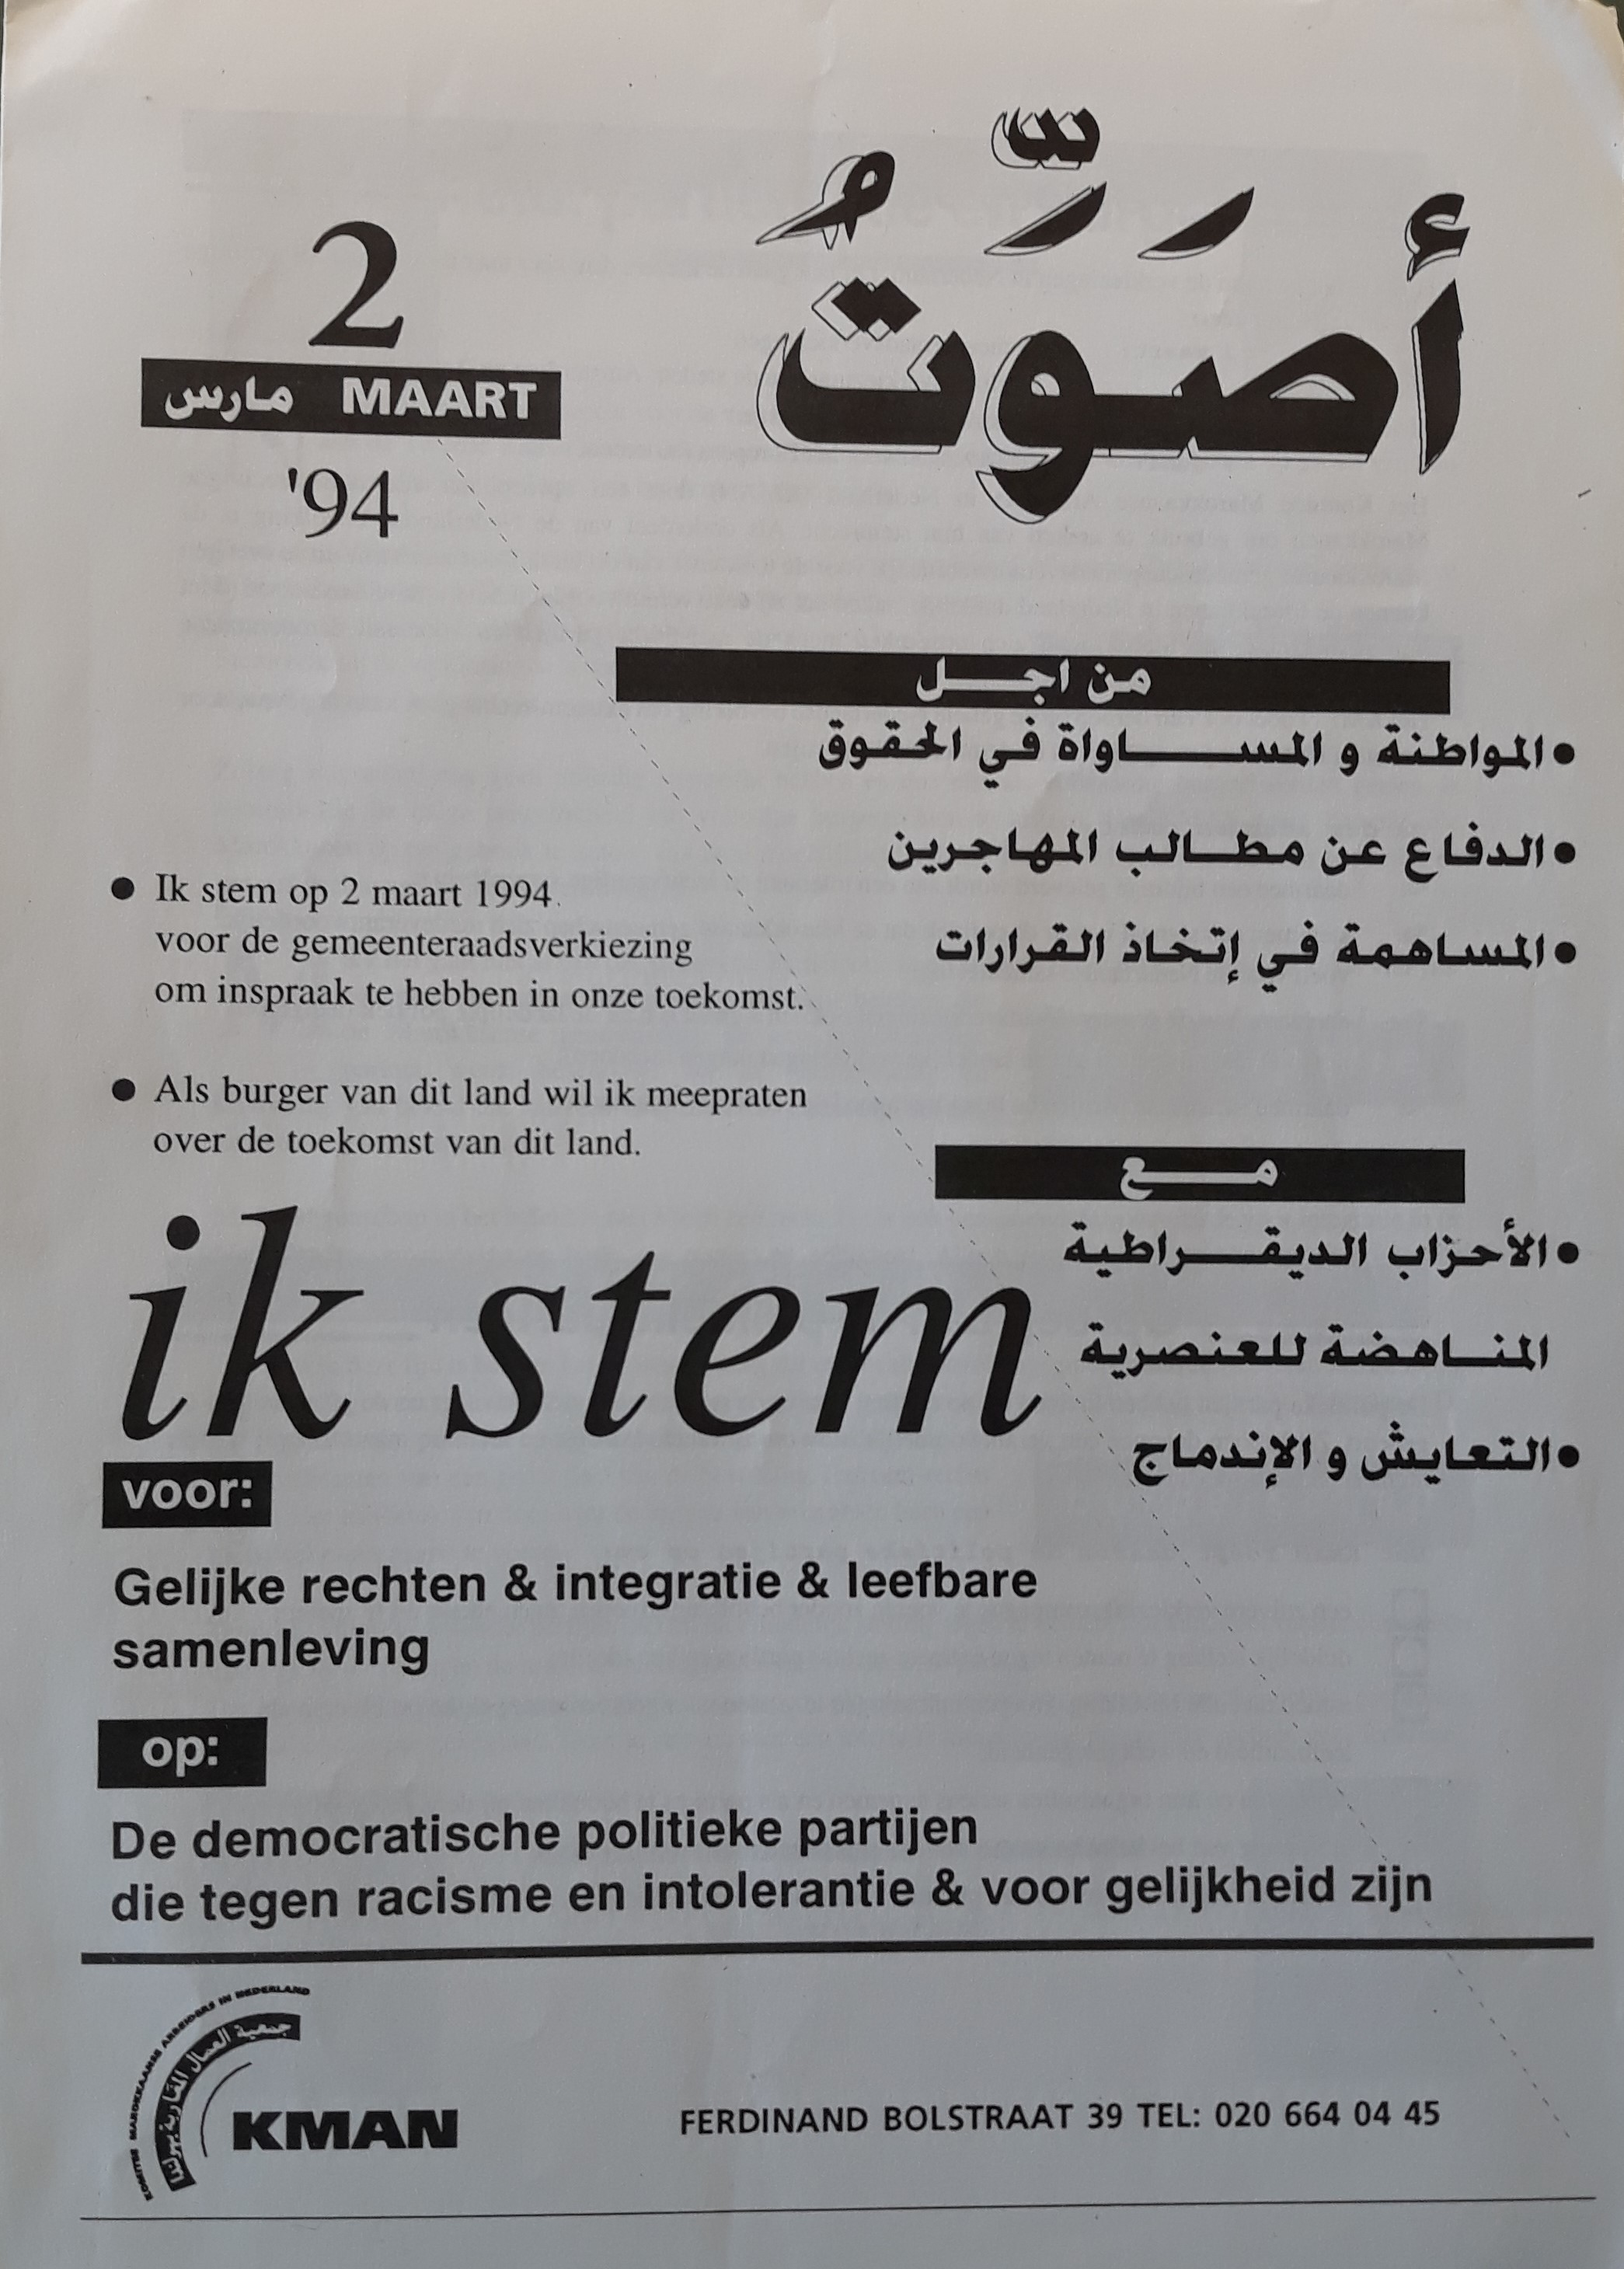 أصَوَّتُ
2
مارس MAART
'94
من اجل
• المواطنة و المساواة في الحقوق
• الدفاع عن مطالب المهاجرين
• المساهمة في إتخاذ القرارات
• Ik stem op 2 maart 1994
voor de gemeenteraadsverkiezing
om inspraak te hebben in onze toekomst.
• Als burger van dit land wil ik meepraten
over de toekomst van dit land.
مع
• الأحزاب الديقراطية
المناهضة للعنصرية
• التعايش و الإندماج
ik stem
voor:
Gelijke rechten & integratie & leefbare
samenleving
op:
De democratische politieke partijen
die tegen racisme en intolerantie & voor gelijkheid zijn
KOMITEE MAROKKAANSE ARBEIDERS IN NEDERLAND
جمعية العمال المغاربة بهولندا
KMAN
FERDINAND BOLSTRAAT 39 TEL: 020 664 04 45